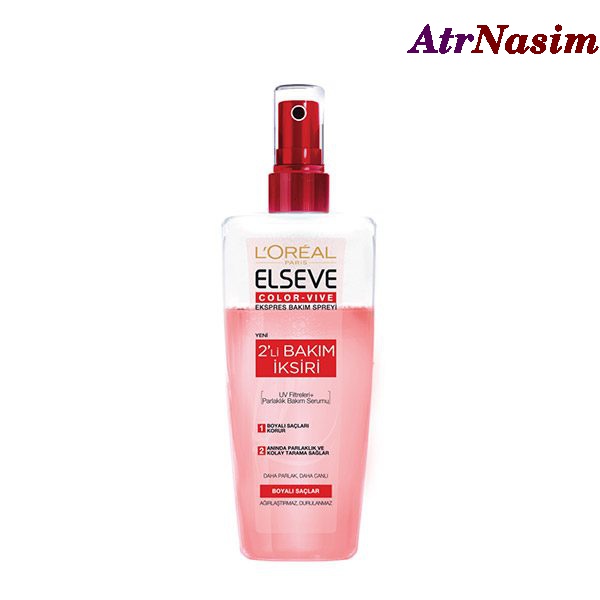 AtrNasim
L'ORÉAL
PARIS
ELSEVE
COLOR-VIVE
EKSPRES BAKIM SPREYİ
YENİ
2'Lİ BAKIM
İKSİRİ
UV Filtreleri+
[Parlaklık Bakım Serumu]
1 BOYALI SAÇLARI
KORUR
2 ANINDA PARLAKLIK VE
KOLAY TARAMA SAĞLAR
DAHA PARLAK, DAHA CANLI
BOYALI SAÇLAR
AĞIRLAŞTIRMAZ, DURULANMAZ